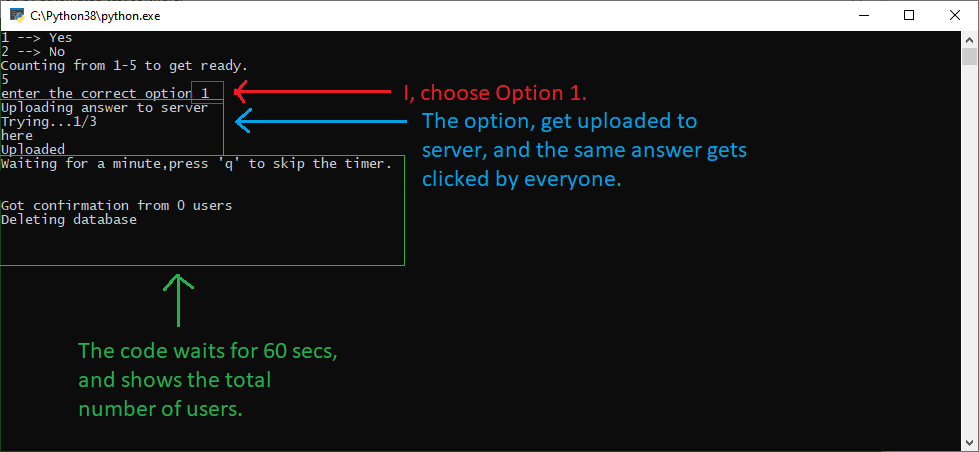 C:\Python38\python.exe
1 --> Yes
2 --> No
Counting from 1-5 to get ready.
5
enter the correct option 1
I, choose Option 1.
Uploading answer to server
Trying...1/3
here
Uploaded
The option, get uploaded to
server, and the same answer gets
clicked by everyone.
Waiting for a minute,press 'q' to skip the timer.
Got confirmation from 0 users
Deleting database
The code waits for 60 secs,
and shows the total
number of users.